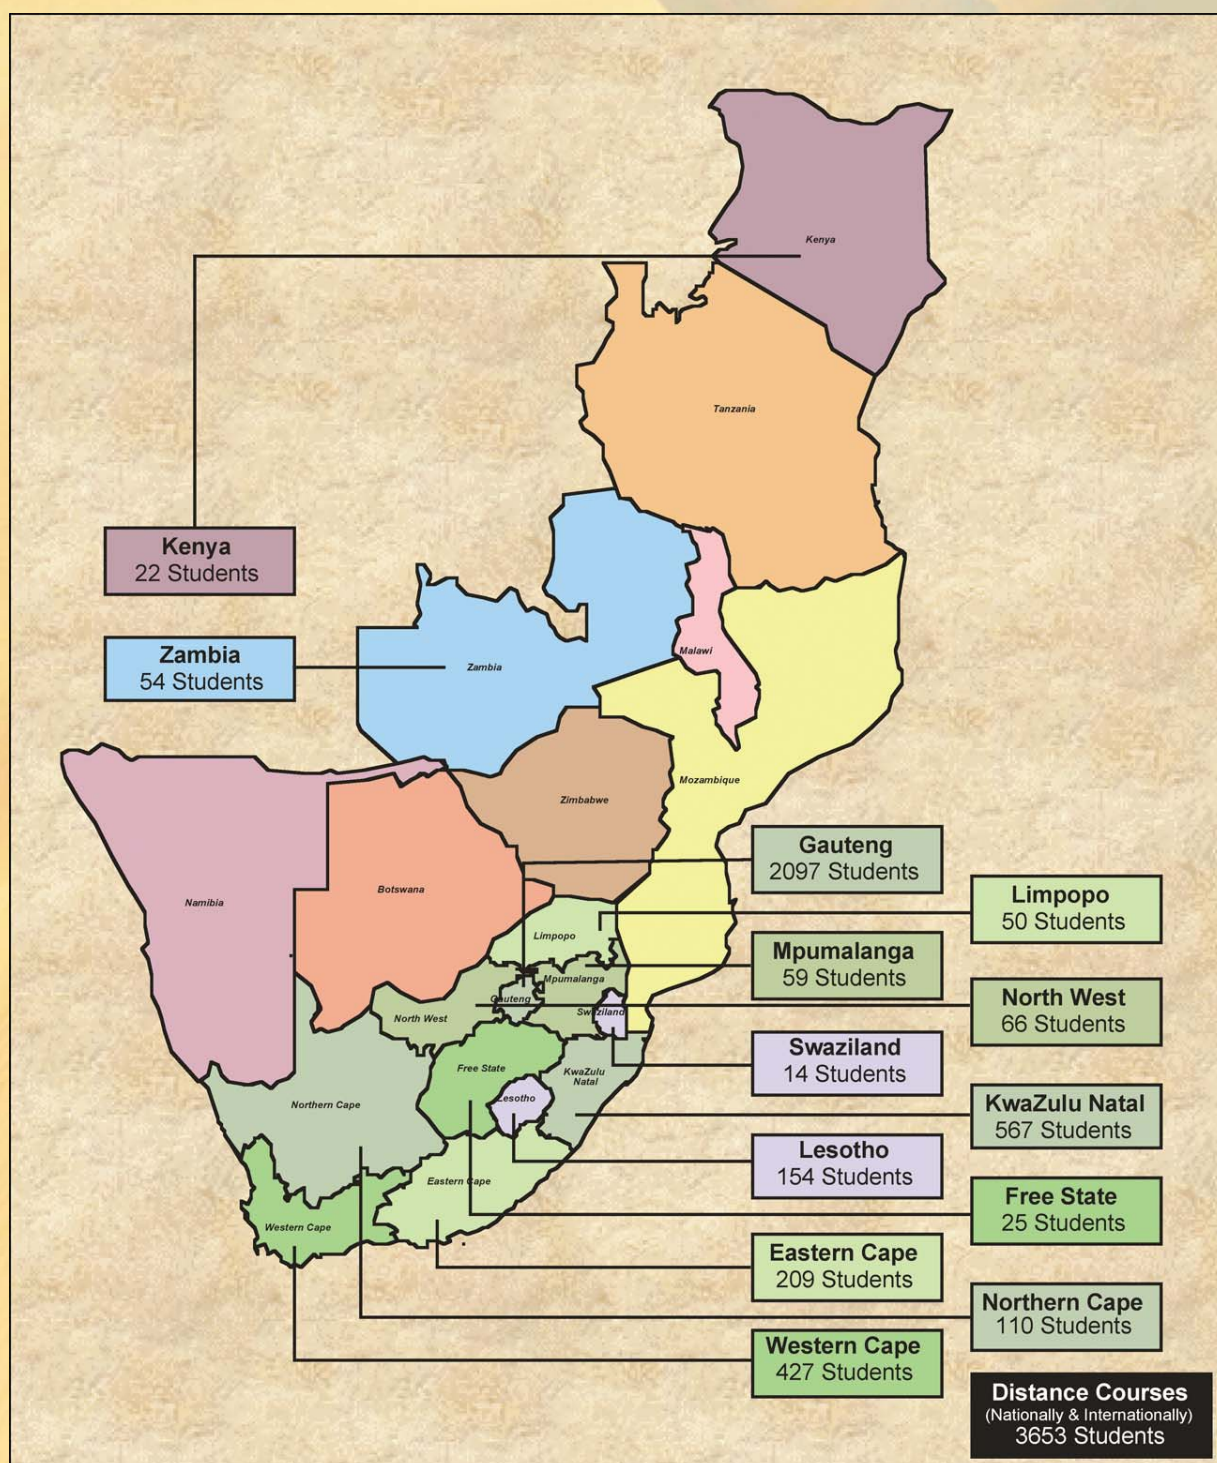 Kenya
Tanzania
Kenya
22 Students
Zambia
54 Students
Zambia
Malawi
Mozambique
Zimbabwe
Botswana
Namibia
Gauteng
2097 Students
Limpopo
50 Students
Limpopo
Mpumalanga
59 Students
Mpumalanga
North West
66 Students
Gauteng
North West
Swaziland
Swaziland
14 Students
Free State
KwaZulu
Natal
KwaZulu Natal
567 Students
Lesotho
Northern Cape
Lesotho
154 Students
Eastern Cape
Free State
25 Students
Western Cape
Eastern Cape
209 Students
Northern Cape
110 Students
Western Cape
427 Students
Distance Courses
(Nationally & Internationally)
3653 Students